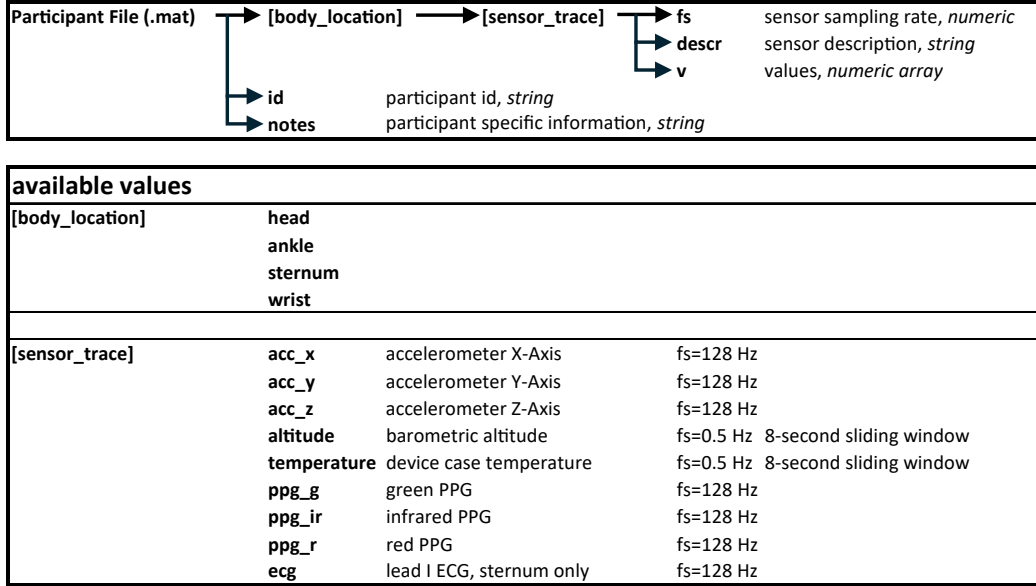 Participant File (.mat) [body_location] [sensor_trace] fs sensor sampling rate, numeric
descr sensor description, string
v values, numeric array
id participant id, string
notes participant specific information, string
available values
[body_location] head
ankle
sternum
wrist
[sensor_trace] acc_x accelerometer X-Axis fs=128 Hz
acc_y accelerometer Y-Axis fs=128 Hz
acc_z accelerometer Z-Axis fs=128 Hz
altitude barometric altitude fs=0.5 Hz 8-second sliding window
temperature device case temperature fs=0.5 Hz 8-second sliding window
ppg_g green PPG fs=128 Hz
ppg_ir infrared PPG fs=128 Hz
ppg_r red PPG fs=128 Hz
ecg lead I ECG, sternum only fs=128 Hz